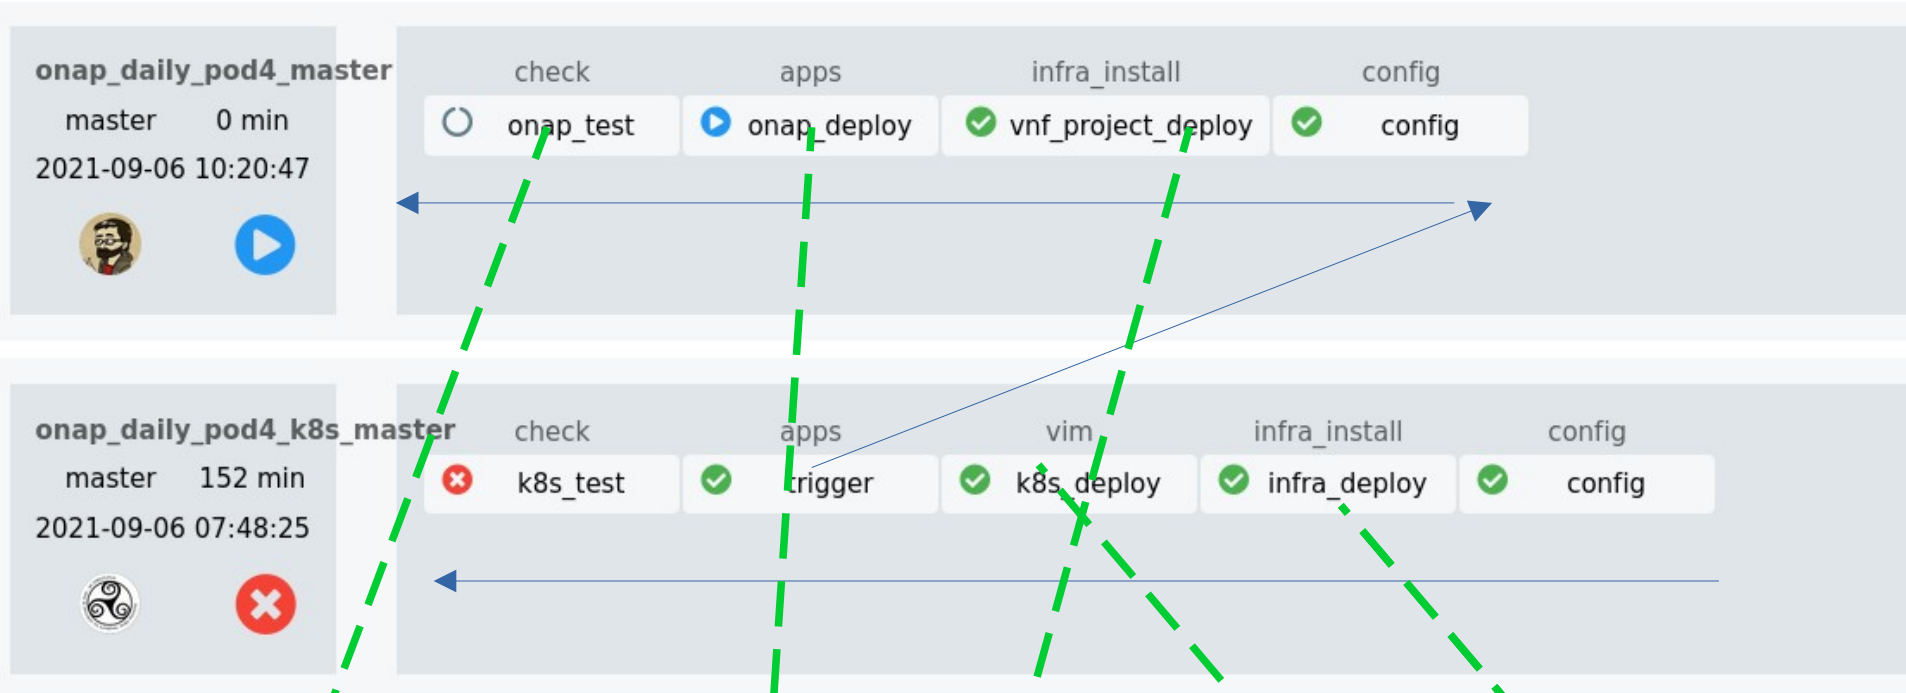 onap_daily_pod4_master
master 0 min
2021-09-06 10:20:47
check apps infra_install config
onap_test onap_deploy vnf_project_deploy config
onap_daily_pod4_k8s_master
master 152 min
2021-09-06 07:48:25
check apps vim infra_install config
k8s_test trigger k8s_deploy infra_deploy config